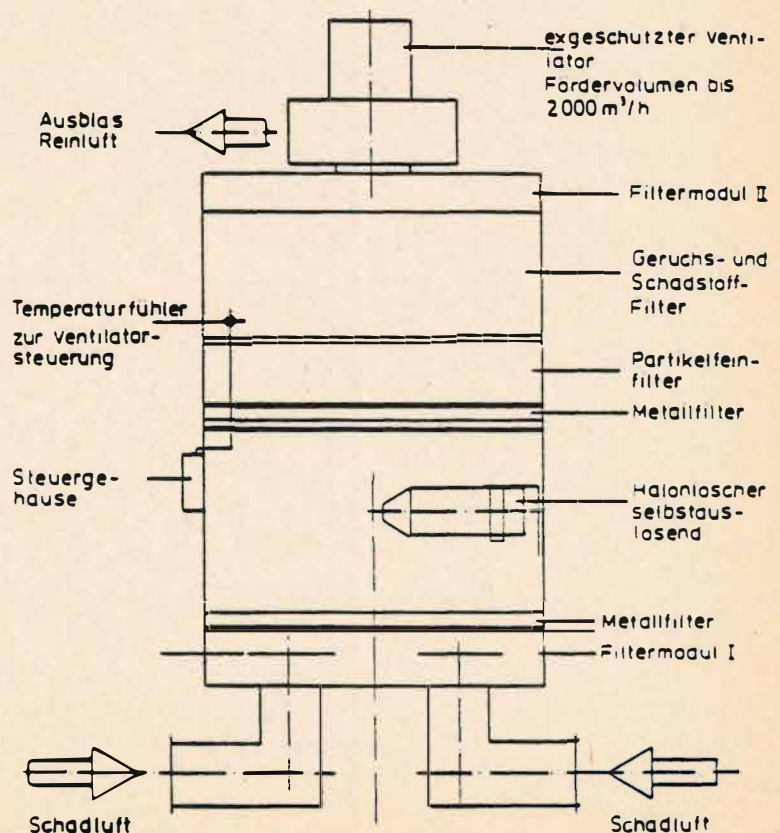 exgeschutzter Venti-
lator
Fördervolumen bis
2000 m³/h
Ausblas
Reinluft
Filtermodul II
Geruchs- und
Schadstoff-
Filter
Temperaturfühler
zur Ventilator-
steuerung
Partikelfein-
filter
Metallfilter
Steuerge-
hause
Halonloscher
selbstaus-
losend
Metallfilter
Filtermodul I
Schadluft
Schadluft